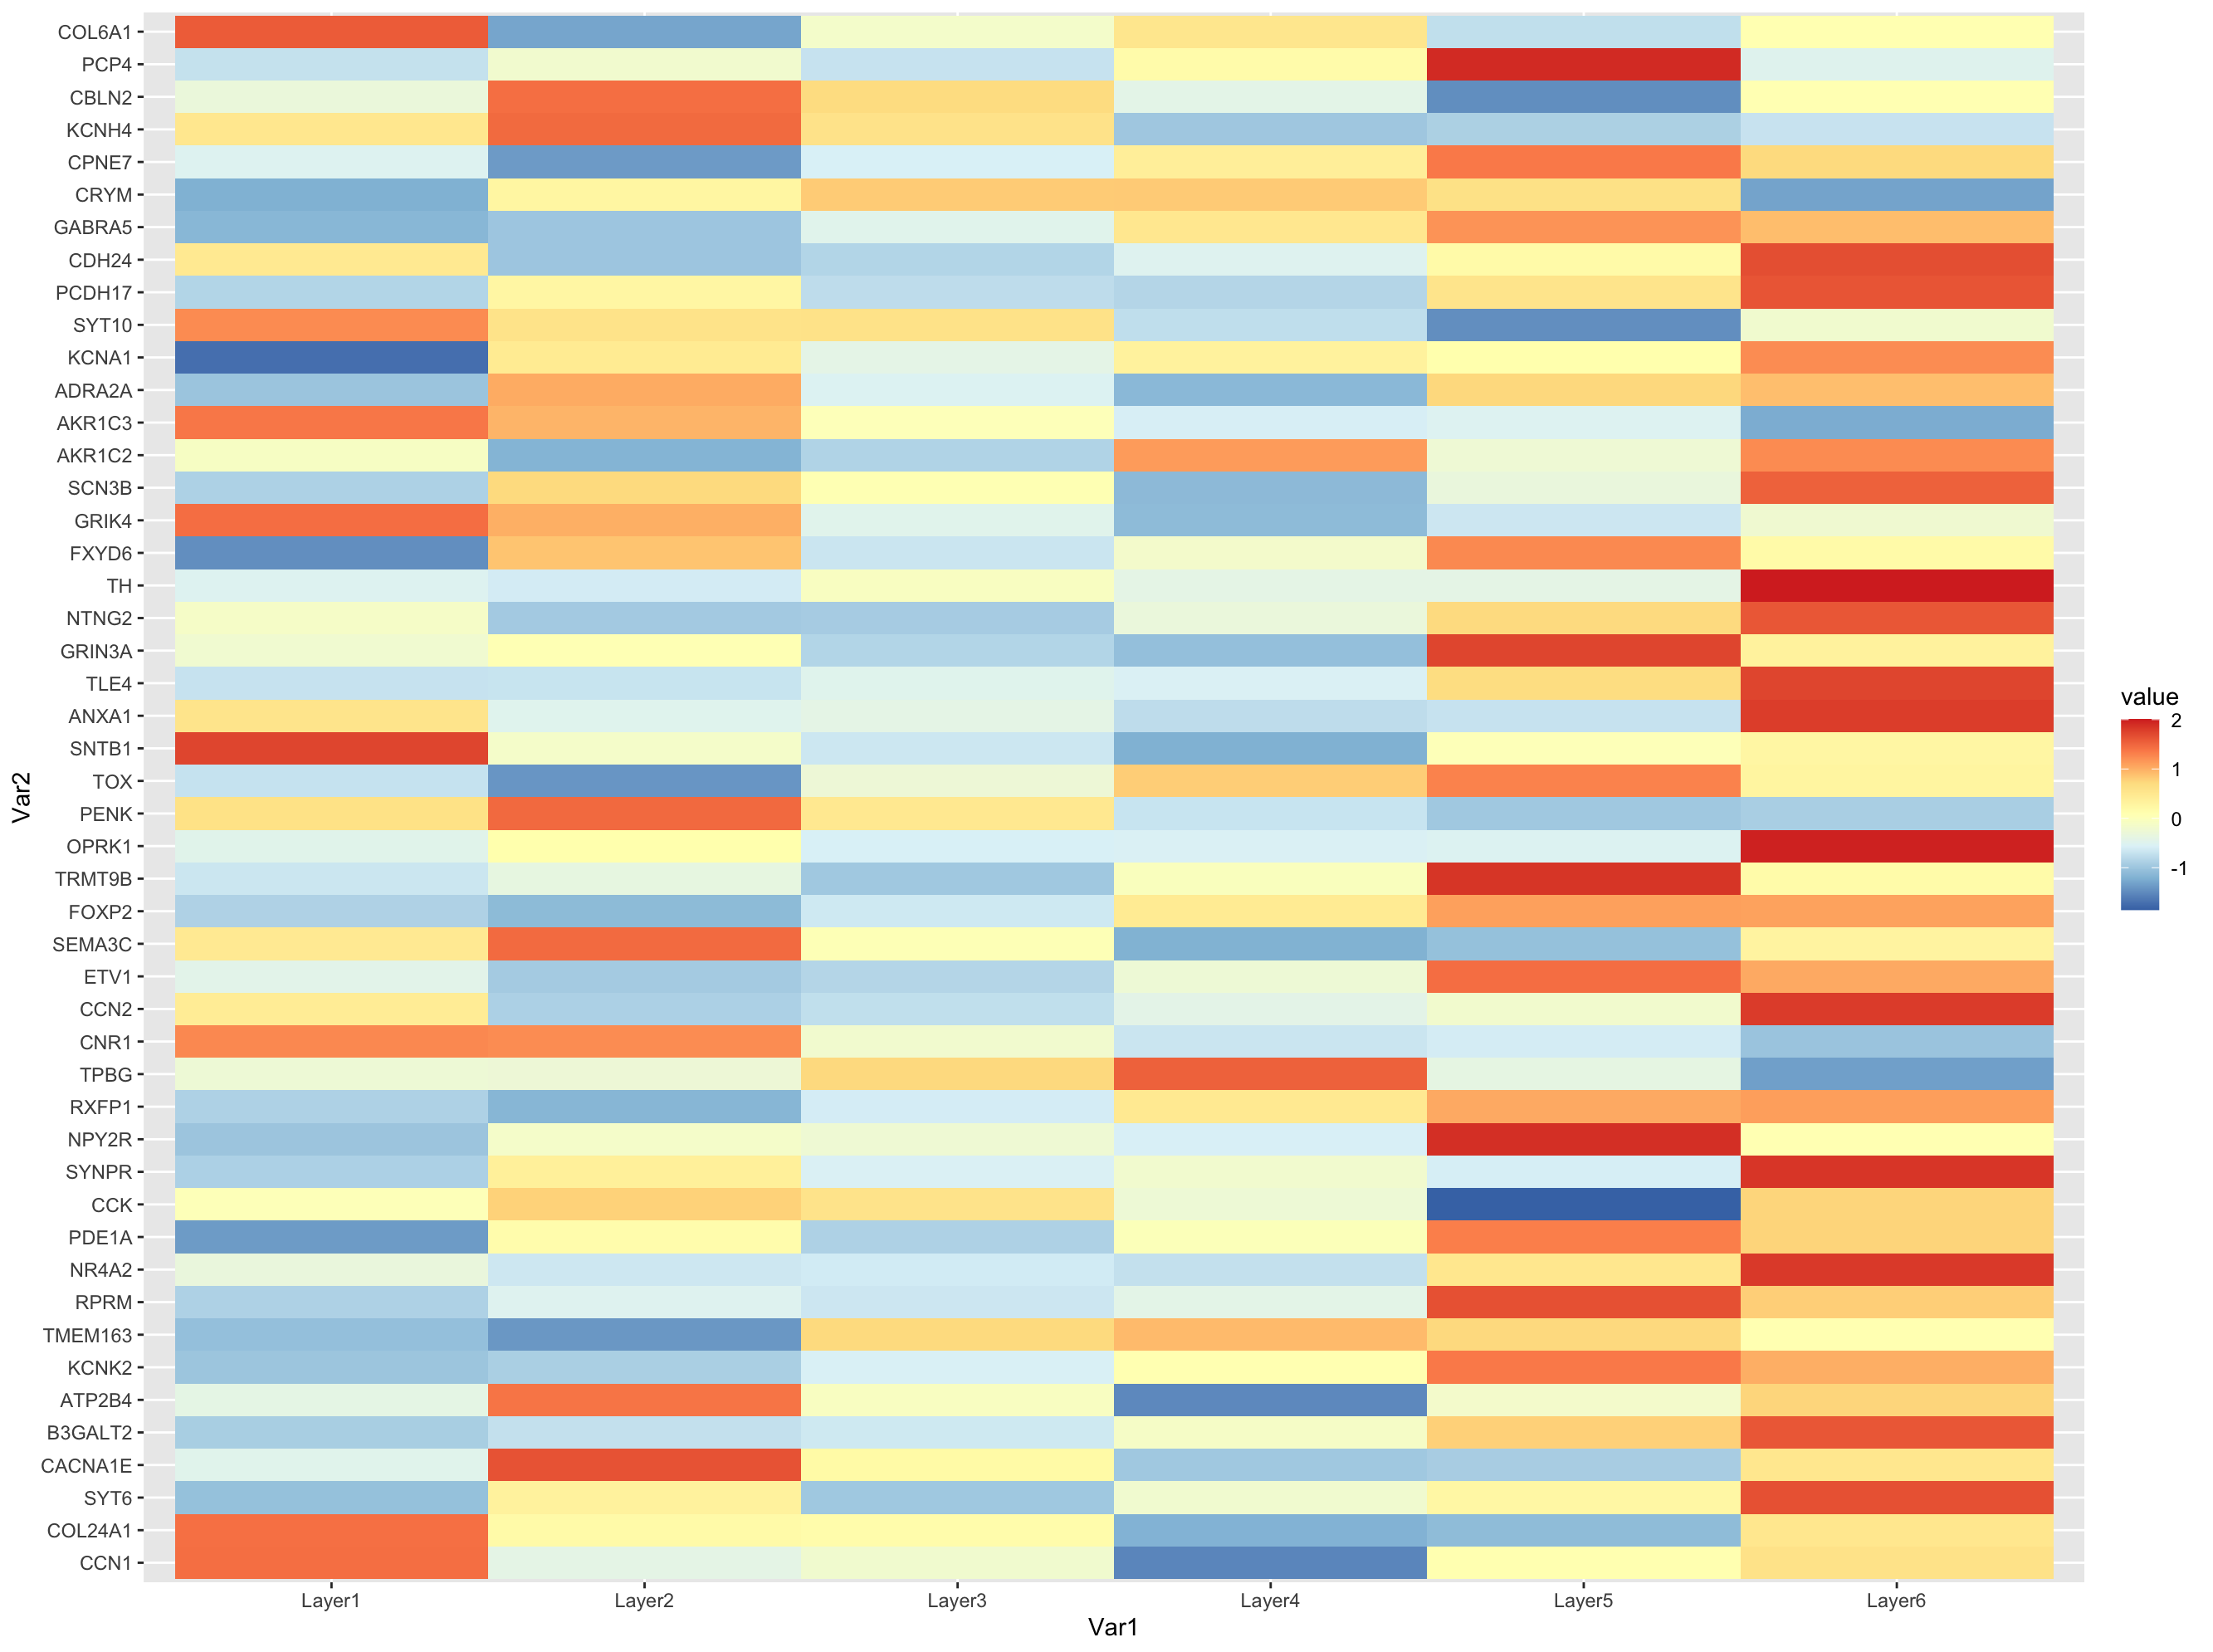 COL6A1
PCP4
CBLN2
KCNH4
CPNE7
CRYM
GABRA5
CDH24
PCDH17
SYT10
KCNA1
ADRA2A
AKR1C3
AKR1C2
SCN3B
GRIK4
FXYD6
TH
NTNG2
GRIN3A
TLE4
ANXA1
SNTB1
TOX
PENK
OPRK1
TRMT9B
FOXP2
SEMA3C
ETV1
CCN2
CNR1
TPBG
RXFP1
NPY2R
SYNPR
CCK
PDE1A
NR4A2
RPRM
TMEM163
KCNK2
ATP2B4
B3GALT2
CACNA1E
SYT6
COL24A1
CCN1
Var2
Layer1 Layer2 Layer3 Layer4 Layer5 Layer6
Var1
value
2
1
0
-1